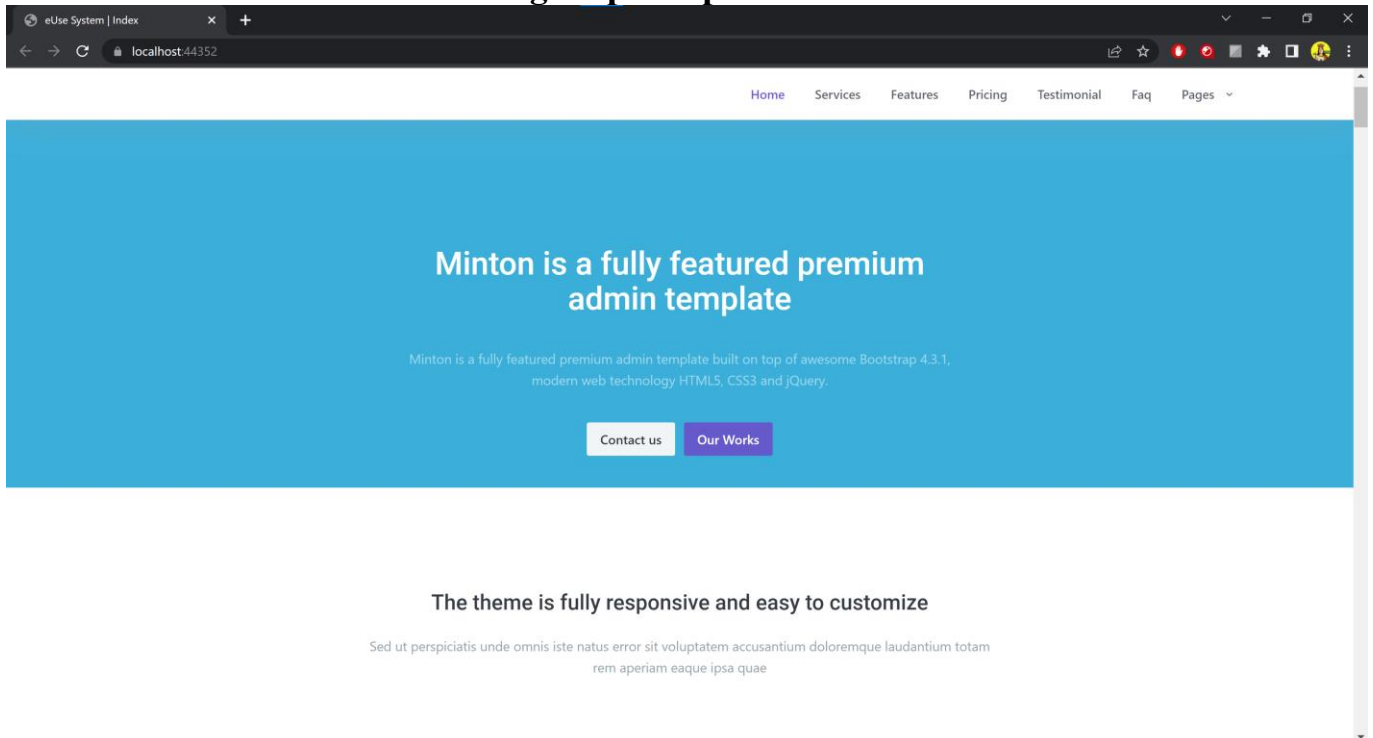 eUse System | Index
localhost:44352
Home Services Features Pricing Testimonial Faq Pages
Minton is a fully featured premium
admin template
Minton is a fully featured premium admin template built on top of awesome Bootstrap 4.3.1,
modern web technology HTML5, CSS3 and jQuery.
Contact us Our Works
The theme is fully responsive and easy to customize
Sed ut perspiciatis unde omnis iste natus error sit voluptatem accusantium doloremque laudantium totam
rem aperiam eaque ipsa quae